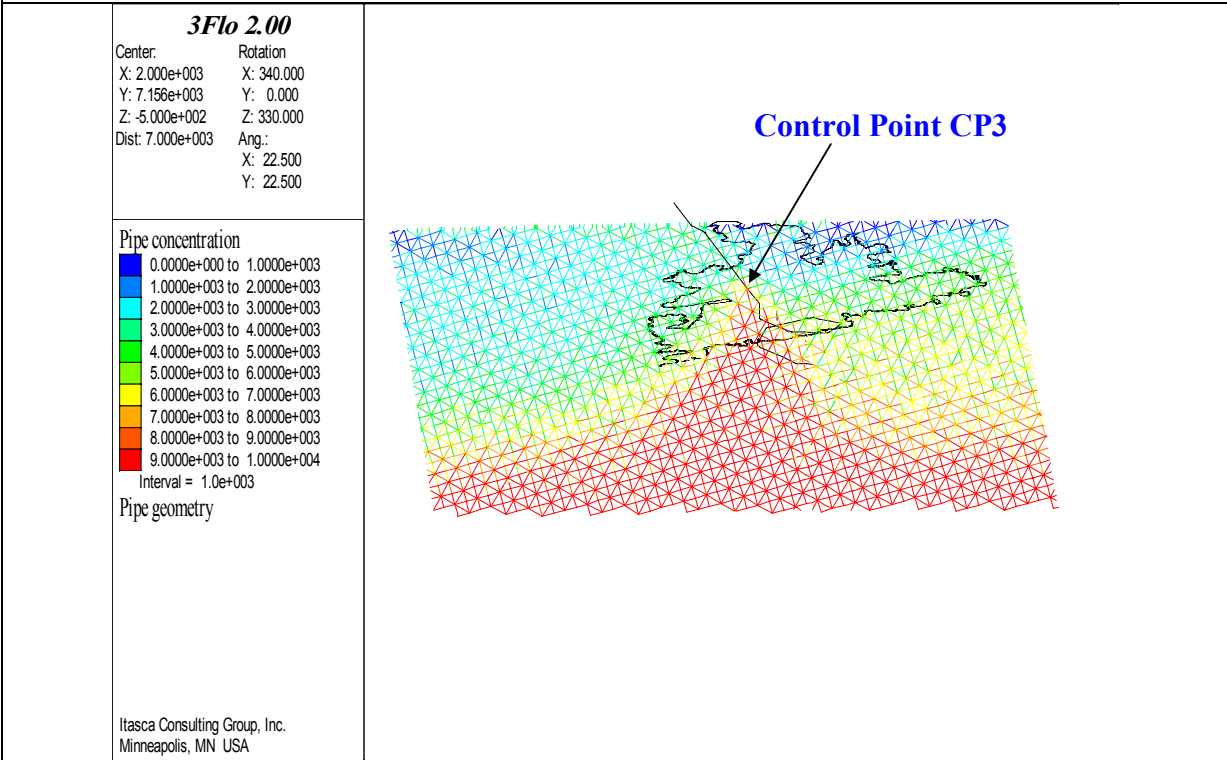 3Flo 2.00
Center: Rotation
X: 2.000e+003 X: 340.000
Y: 7.156e+003 Y: 0.000
Z: -5.000e+002 Z: 330.000
Dist: 7.000e+003 Ang.:
X: 22.500
Y: 22.500
Control Point CP3
Pipe concentration
0.0000e+000 to 1.0000e+003
1.0000e+003 to 2.0000e+003
2.0000e+003 to 3.0000e+003
3.0000e+003 to 4.0000e+003
4.0000e+003 to 5.0000e+003
5.0000e+003 to 6.0000e+003
6.0000e+003 to 7.0000e+003
7.0000e+003 to 8.0000e+003
8.0000e+003 to 9.0000e+003
9.0000e+003 to 1.0000e+004
Interval = 1.0e+003
Pipe geometry
Itasca Consulting Group, Inc.
Minneapolis, MN USA